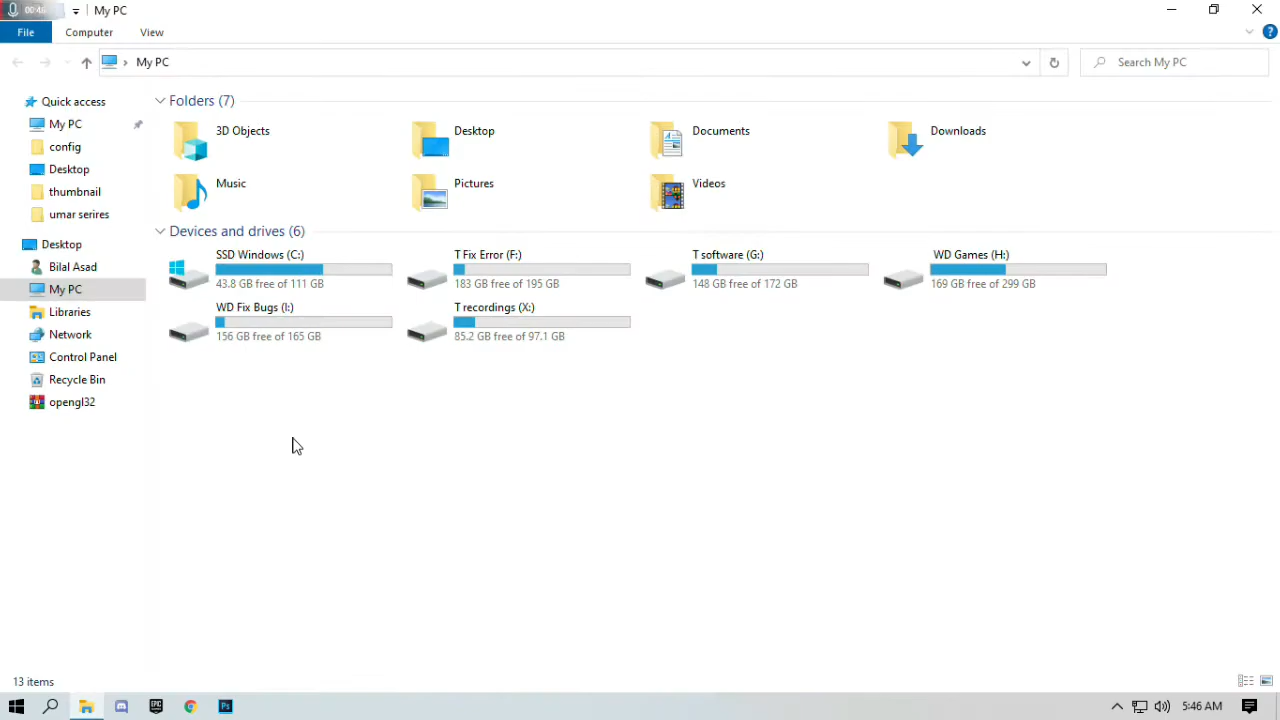 My PC
File
Computer
View
My PC
Search My PC
Quick access
My PC
config
Desktop
thumbnail
umar serires
Desktop
Bilal Asad
My PC
Libraries
Network
Control Panel
Recycle Bin
opengl32
Folders (7)
3D Objects
Desktop
Documents
Downloads
Music
Pictures
Videos
Devices and drives (6)
SSD Windows (C:)
43.8 GB free of 111 GB
T Fix Error (F:)
183 GB free of 195 GB
T software (G:)
148 GB free of 172 GB
WD Games (H:)
169 GB free of 299 GB
WD Fix Bugs (I:)
156 GB free of 165 GB
T recordings (X:)
85.2 GB free of 97.1 GB
13 items
EPIC
Ps
5:46 AM